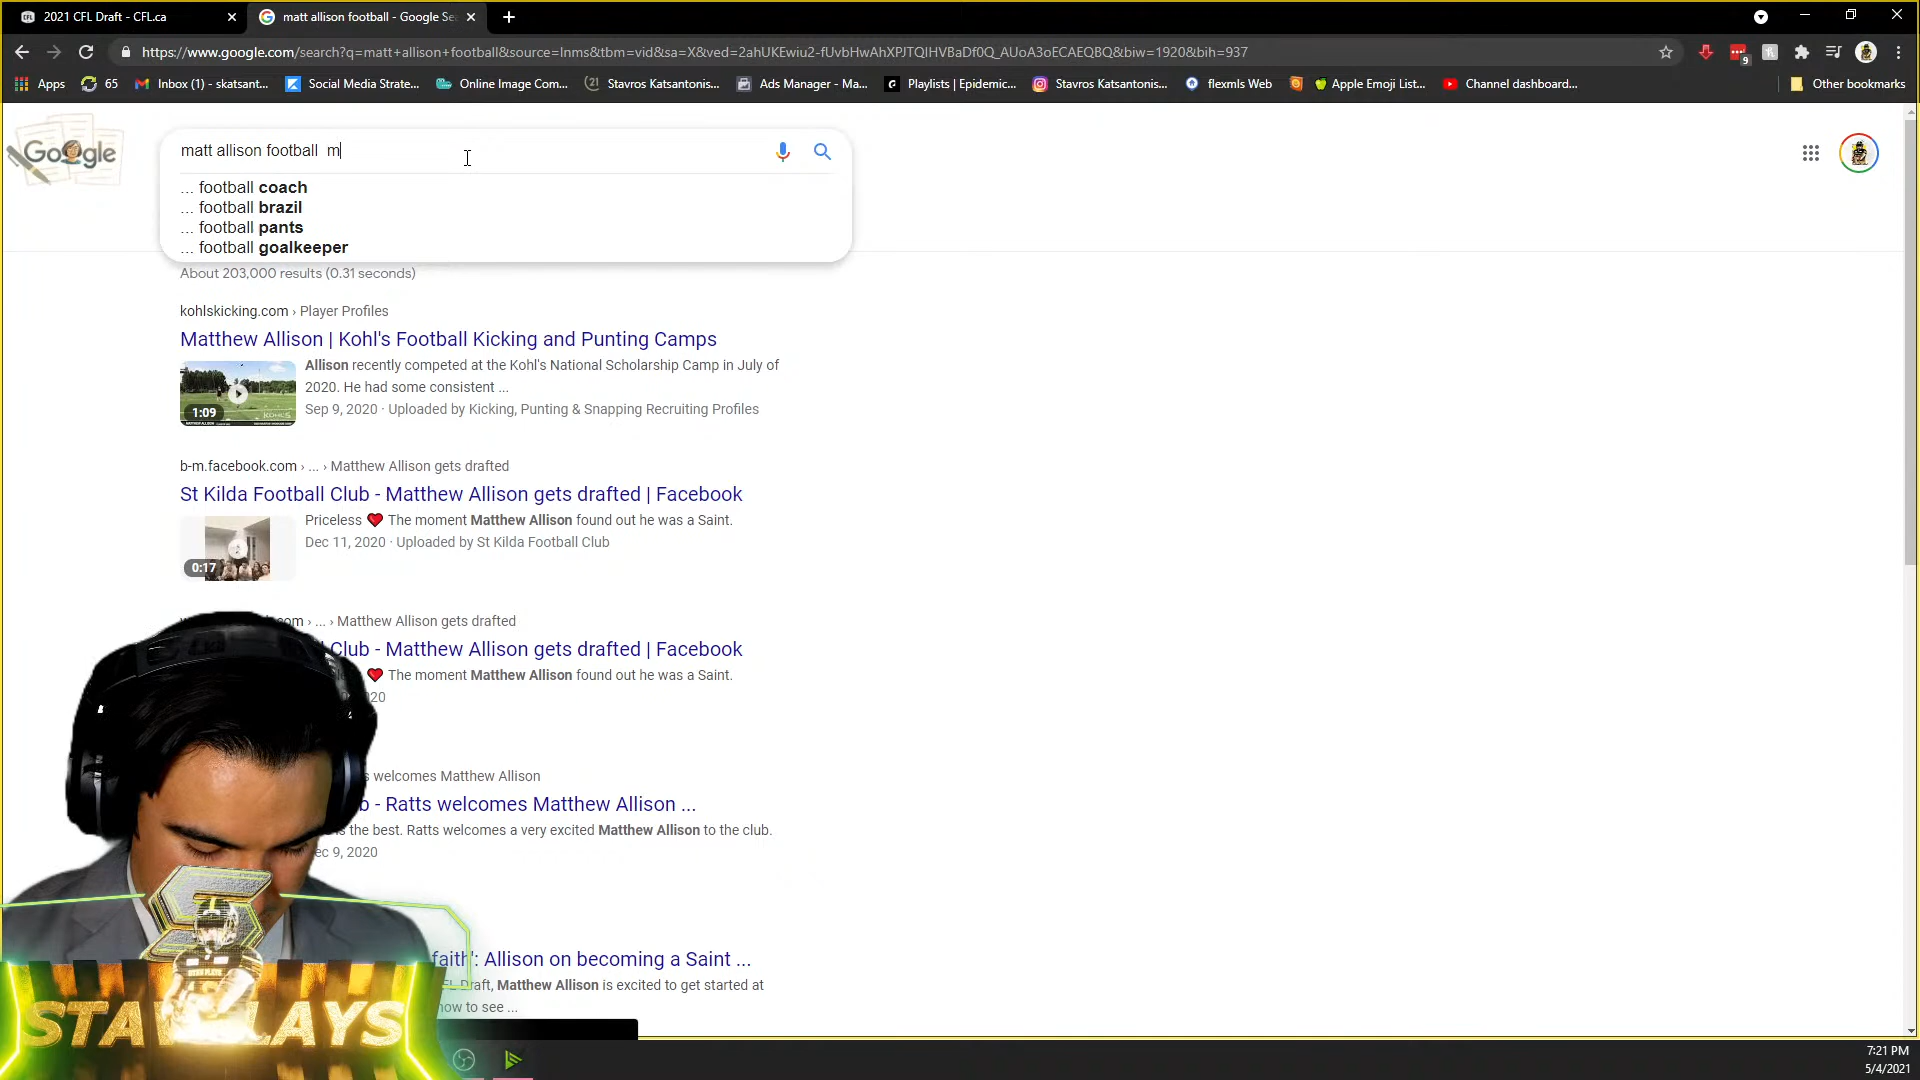 2021 CFL Draft - CFL.ca
matt allison football - Google Se
https://www.google.com/search?q=matt+allison+football&source=lnms&tbm=vid&sa=X&ved=2ahUKEwiu2-fUvbHwAhXPJTQIHVBaDf0Q_AUoA3oECAEQBQ&biw=1920&bih=937
9
Apps
65
Inbox (1) - skatsant...
Social Media Strate...
Online Image Com...
Stavros Katsantonis...
Ads Manager - Ma...
Playlists | Epidemic...
Stavros Katsantonis...
flexmls Web
Apple Emoji List...
Channel dashboard...
Other bookmarks
Google
matt allison football  m
... football coach
... football brazil
... football pants
... football goalkeeper
About 203,000 results (0.31 seconds)
kohlskicking.com › Player Profiles
Matthew Allison | Kohl's Football Kicking and Punting Camps
Allison recently competed at the Kohl's National Scholarship Camp in July of
2020. He had some consistent ...
1:09
Sep 9, 2020 · Uploaded by Kicking, Punting & Snapping Recruiting Profiles
b-m.facebook.com › ... › Matthew Allison gets drafted
St Kilda Football Club - Matthew Allison gets drafted | Facebook
Priceless ❤ The moment Matthew Allison found out he was a Saint.
Dec 11, 2020 · Uploaded by St Kilda Football Club
0:17
com › ... › Matthew Allison gets drafted
Club - Matthew Allison gets drafted | Facebook
❤ The moment Matthew Allison found out he was a Saint.
2020
s welcomes Matthew Allison
b - Ratts welcomes Matthew Allison ...
is the best. Ratts welcomes a very excited Matthew Allison to the club.
ec 9, 2020
faith': Allison on becoming a Saint ...
Draft, Matthew Allison is excited to get started at
now to see ...
7:21 PM
5/4/2021